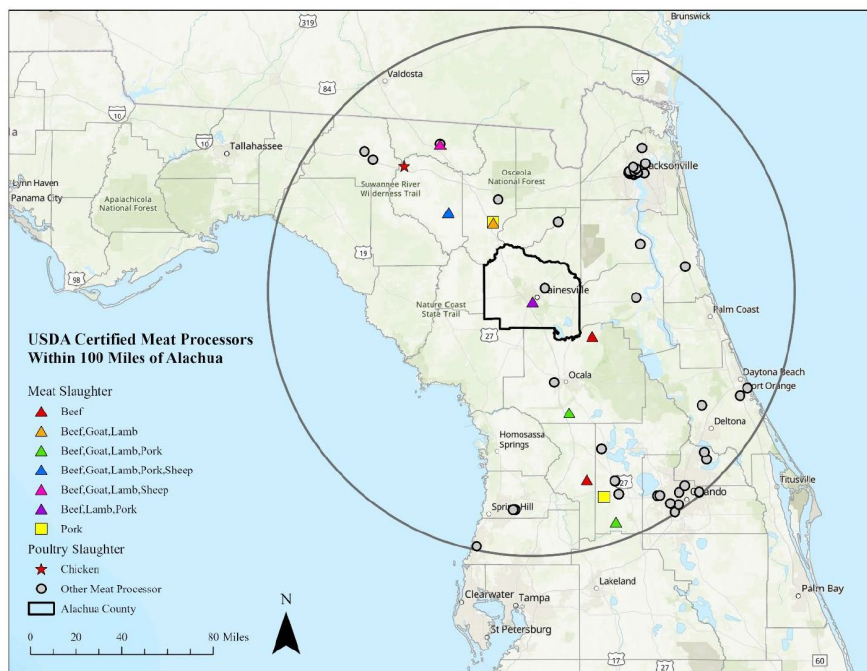 Brunswick
319
Valdosta
84
95
10
10
Tallahassee
Lynn Haven
Panama City
Apalachicola
National Forest
Suwannee River
Wilderness Trail
Osceola
National Forest
acksonville
19
98
Nature Coast
State Trail
ainesville
27
Palm Coast
USDA Certified Meat Processors
Within 100 Miles of Alachua
Meat Slaughter
Beef
Beef,Goat,Lamb
Beef,Goat,Lamb,Pork
Beef,Goat,Lamb,Pork,Sheep
Beef,Goat,Lamb,Sheep
Beef,Lamb,Pork
Pork
Poultry Slaughter
Chicken
Other Meat Processor
Alachua County
0 20 40 80 Miles
N
Ocala
Daytona Beach
ort Orange
Deltona
Homosassa
Springs
27
Titusville
Orlando
Spring Hill
Lakeland
Clearwater
Tampa
St Petersburg
Palm Bay
17
27
60